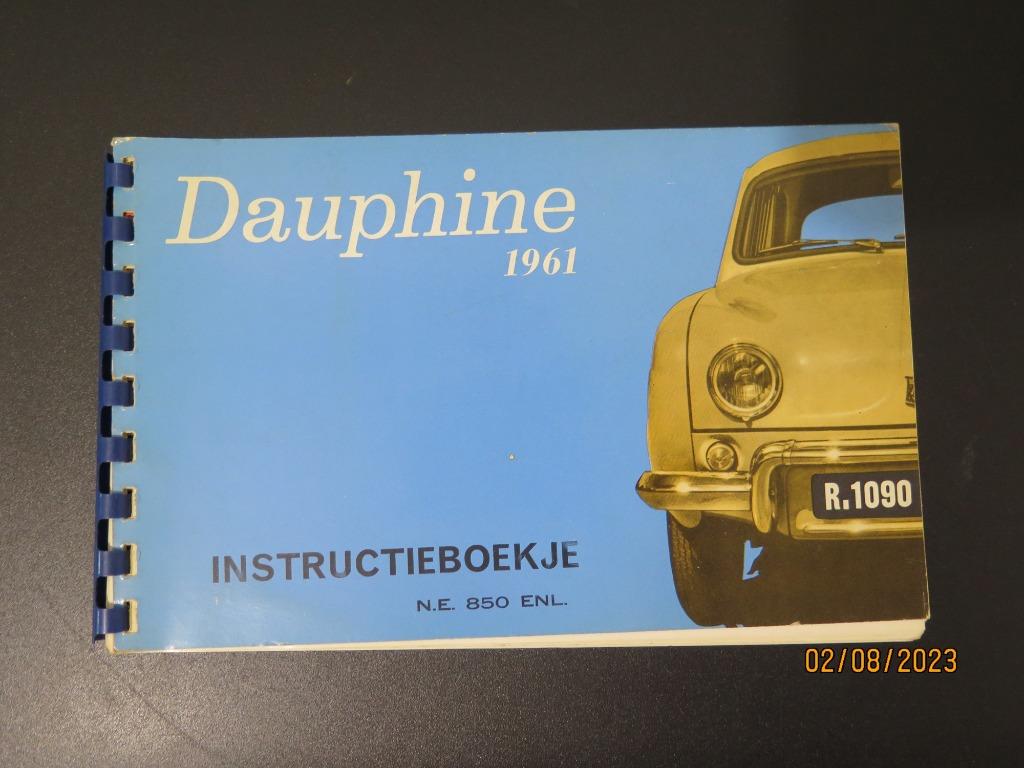 Dauphine
1961
R.1090
INSTRUCTIEBOEKJE
N.E. 850 ENL.
02/08/2023